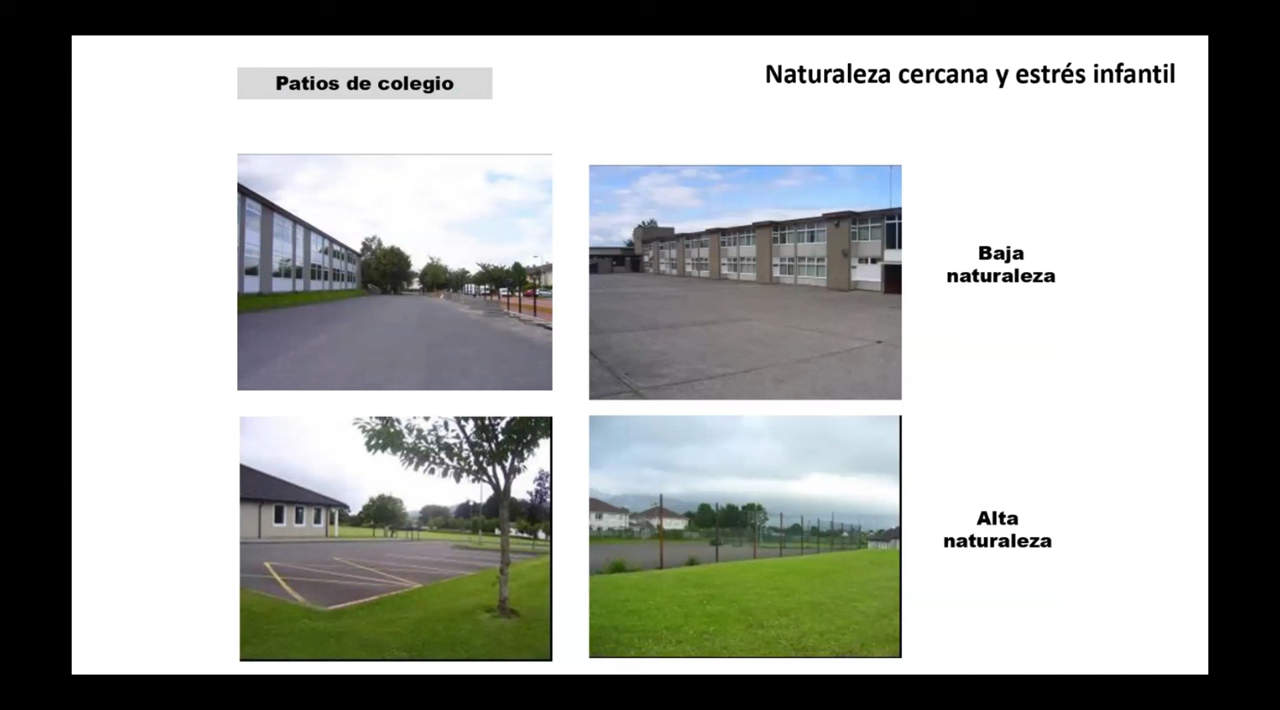 Patios de colegio
Naturaleza cercana y estrés infantil
Baja
naturaleza
Alta
naturaleza